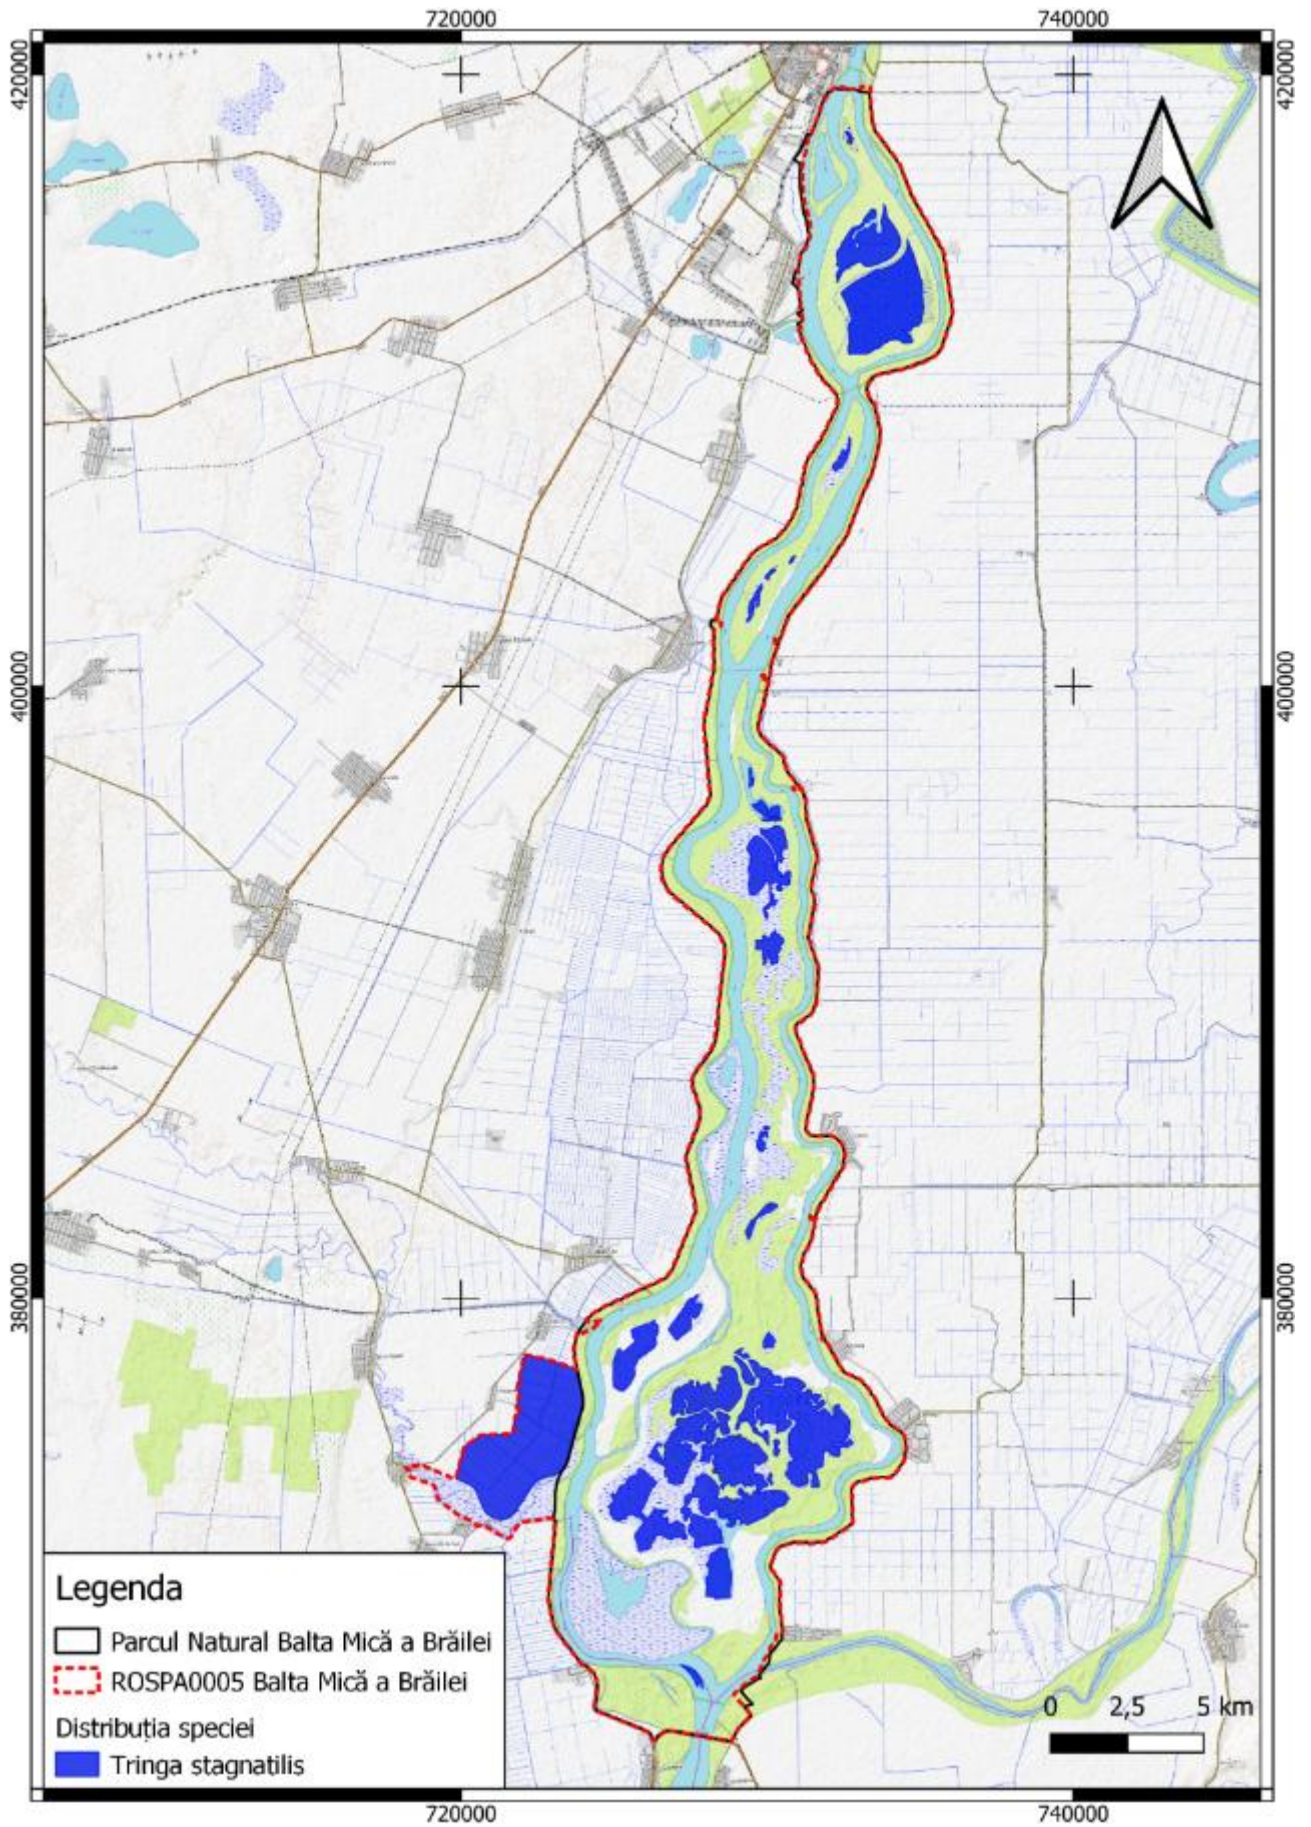 720000 740000
420000 420000
400000 400000
380000 380000
Legenda
Parcul Natural Balta Mică a Brăilei
ROSPA0005 Balta Mică a Brăilei
Distribuția speciei
Tringa stagnatilis
0 2,5 5 km
720000 740000